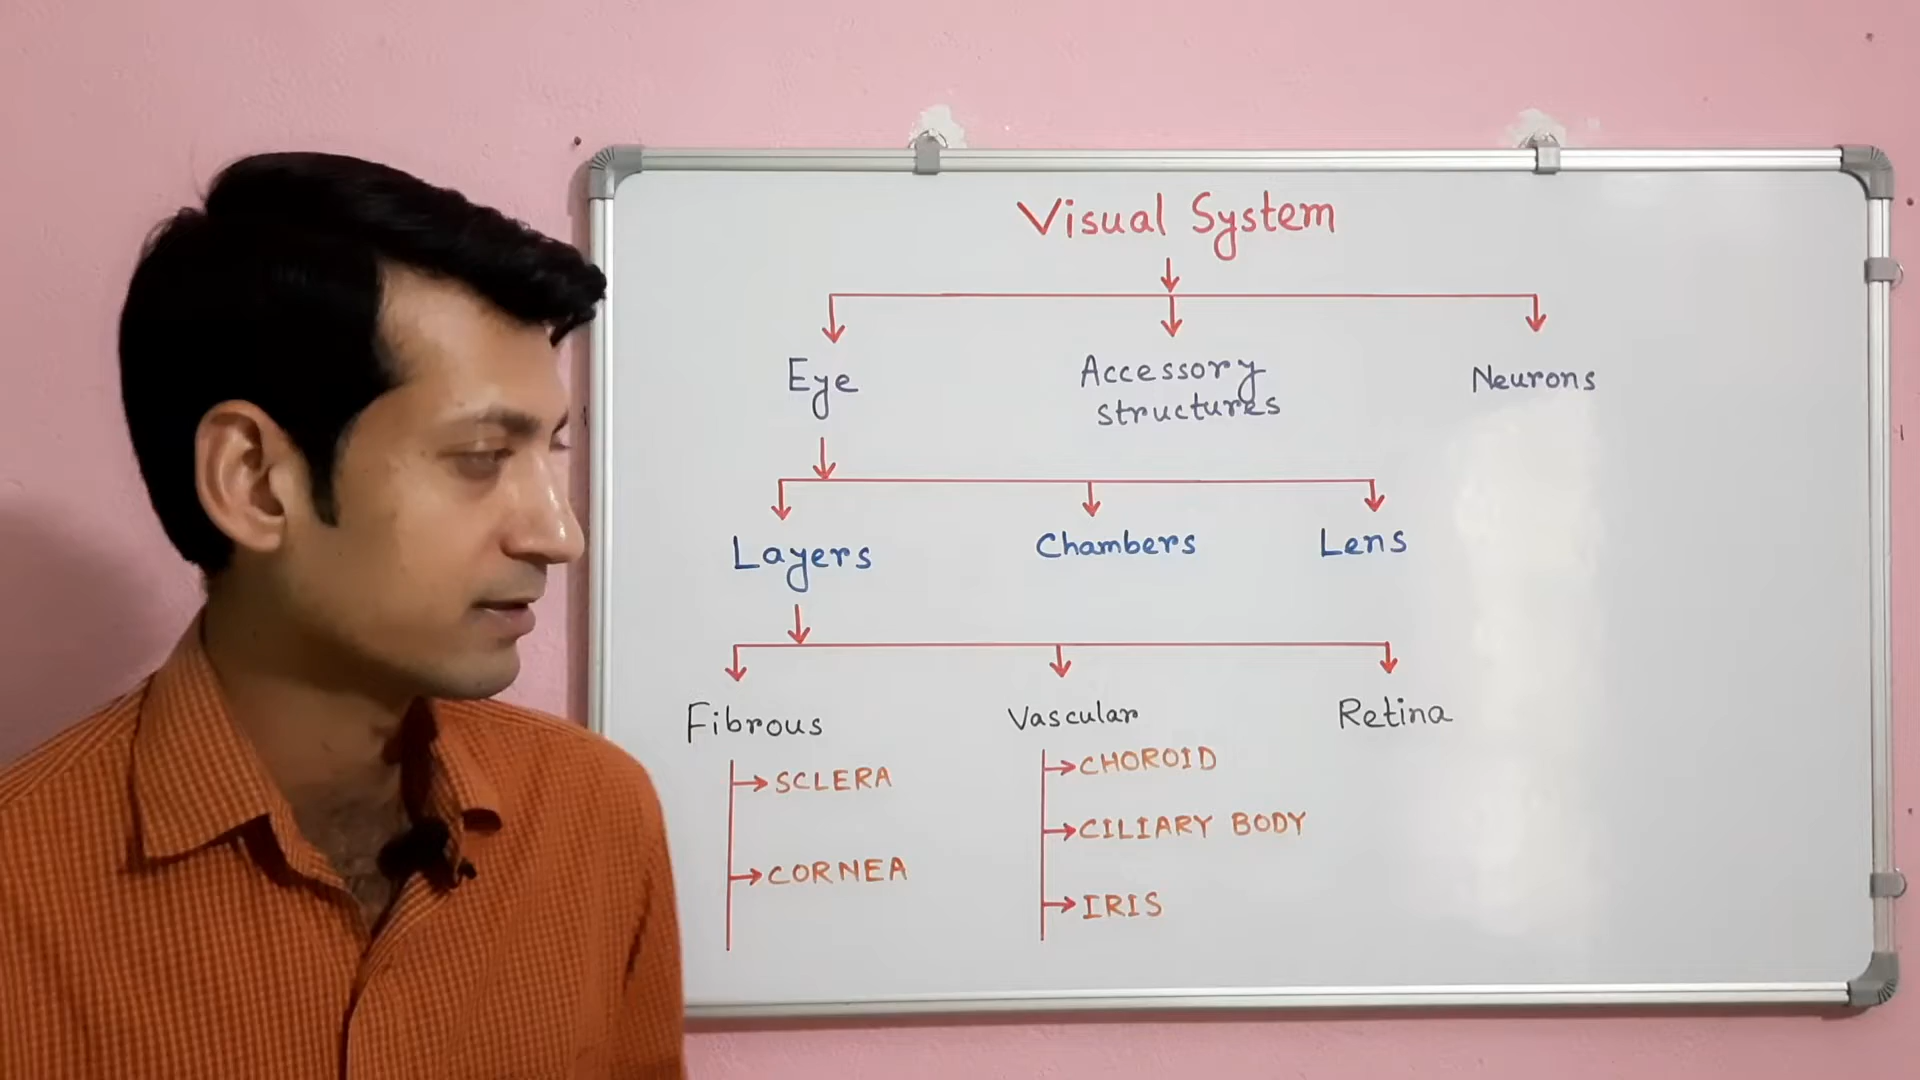 Visual System
Eye
Accessory
structures
Neurons
Layers
Chambers
Lens
Fibrous
Vascular
Retina
SCLERA
CORNEA
CHOROID
CILIARY BODY
IRIS